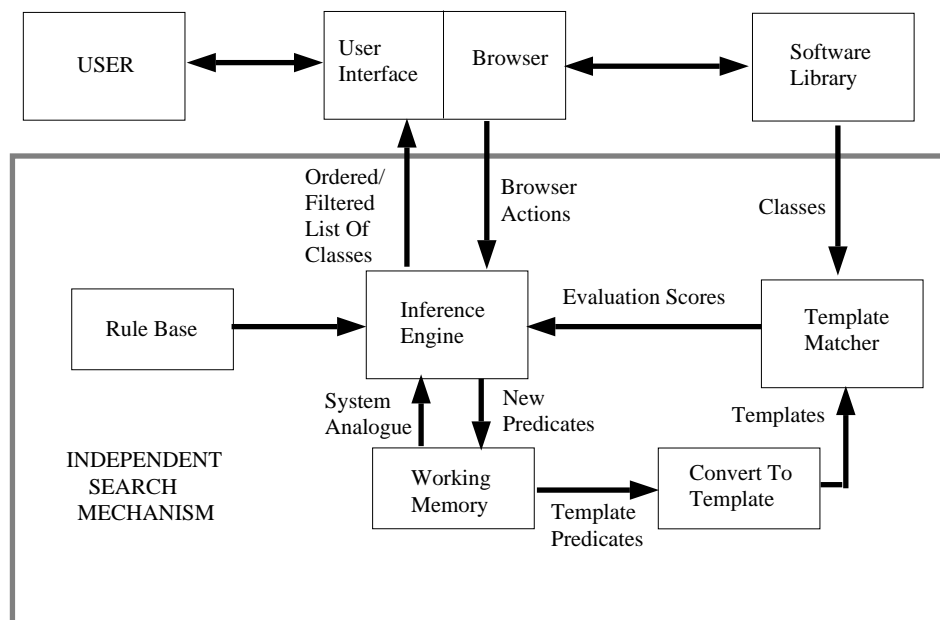 USER
User
Interface
Browser
Software
Library
Ordered/
Filtered
List Of
Classes
Browser
Actions
Classes
Rule Base
Inference
Engine
Evaluation Scores
Template
Matcher
System
Analogue
New
Predicates
Templates
INDEPENDENT
SEARCH
MECHANISM
Working
Memory
Template
Predicates
Convert To
Template